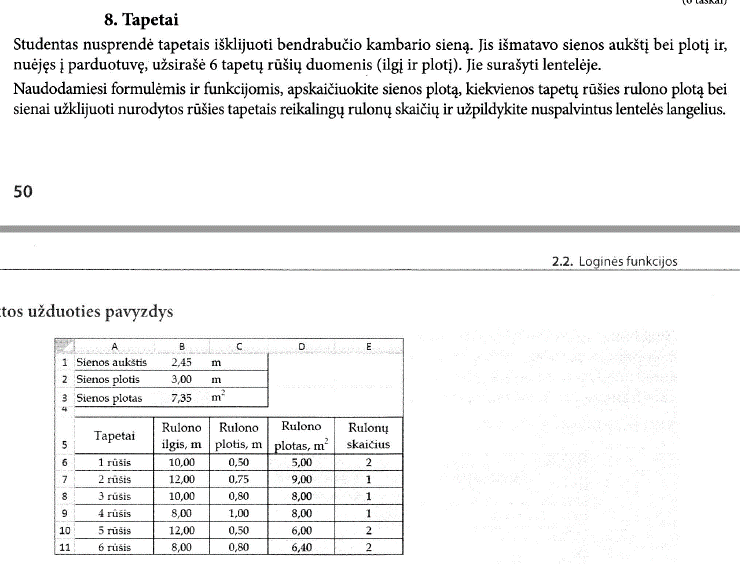 8. Tapetai
Studentas nusprendė tapetais išklijuoti bendrabučio kambario sieną. Jis išmatavo sienos aukštį bei plotį ir,
nuėjęs į parduotuvę, užsirašė 6 tapetų rūšių duomenis (ilgį ir plotį). Jie surašyti lentelėje.
Naudodamiesi formulėmis ir funkcijomis, apskaičiuokite sienos plotą, kiekvienos tapetų rūšies rulono plotą bei
sienai užklijuoti nurodytos rūšies tapetais reikalingų rulonų skaičių ir užpildykite nuspalvintus lentelės langelius.
50
2.2. Loginės funkcijos
tos užduoties pavyzdys
A B C D E
1 Sienos aukštis 2,45 m
2 Sienos plotis 3,00 m
3 Sienos plotas 7,35 m²
4
5 Tapetai Rulono ilgis, m Rulono plotis, m Rulono plotas, m² Rulonų skaičius
6 1 rūšis 10,00 0,50 5,00 2
7 2 rūšis 12,00 0,75 9,00 1
8 3 rūšis 10,00 0,80 8,00 1
9 4 rūšis 8,00 1,00 8,00 1
10 5 rūšis 12,00 0,50 6,00 2
11 6 rūšis 8,00 0,80 6,40 2